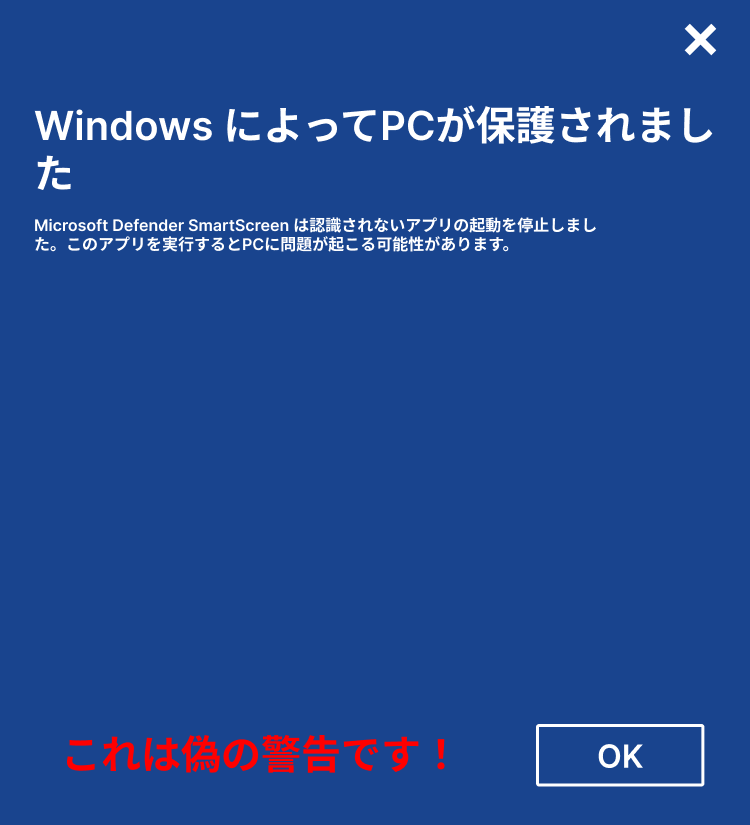 Windows によってPCが保護されまし
た
Microsoft Defender SmartScreen は認識されないアプリの起動を停止しまし
た。このアプリを実行するとPCに問題が起こる可能性があります。
これは偽の警告です！
OK